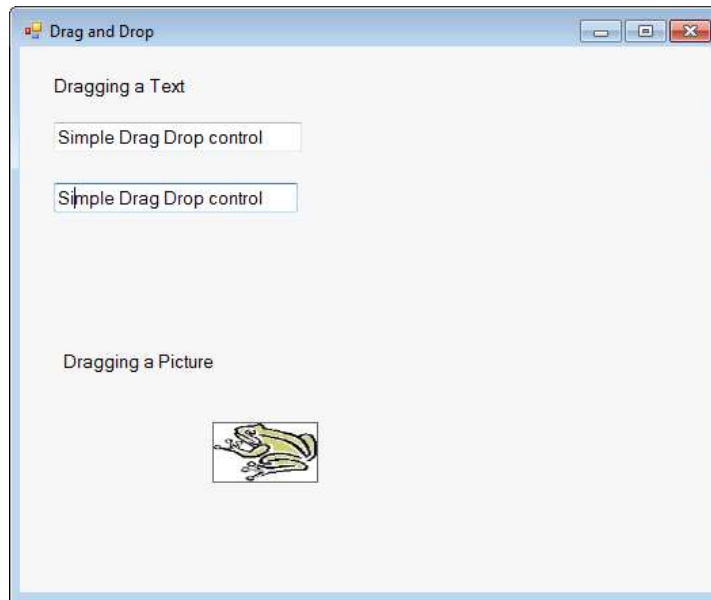 Drag and Drop
Dragging a Text
Simple Drag Drop control
Simple Drag Drop control
Dragging a Picture